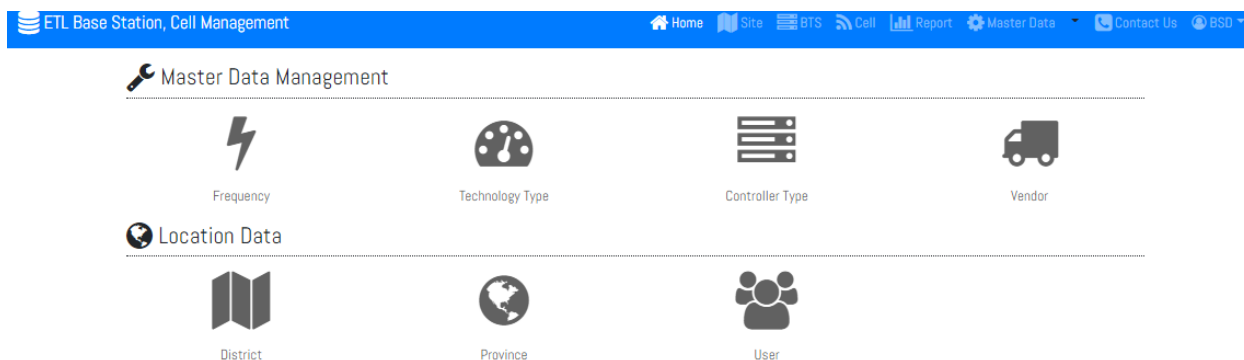 ETL Base Station, Cell Management
Home Site BTS Cell Report Master Data Contact Us BSD
Master Data Management
Frequency Technology Type Controller Type Vendor
Location Data
District Province User